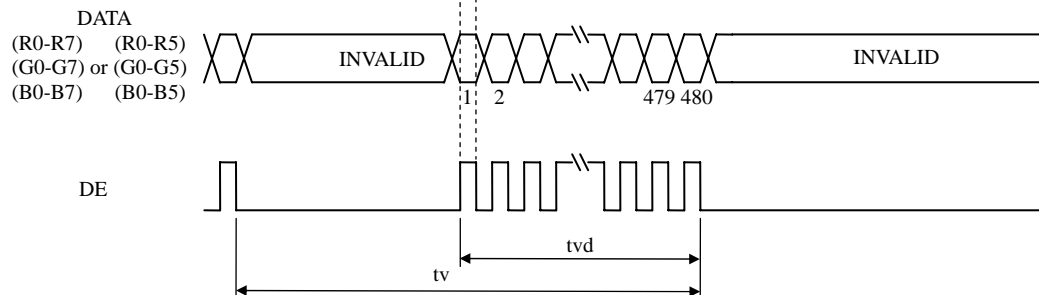 DATA
(R0-R7) (R0-R5)
(G0-G7) or (G0-G5)
(B0-B7) (B0-B5)
INVALID
INVALID
1 2 479 480
DE
tvd
tv